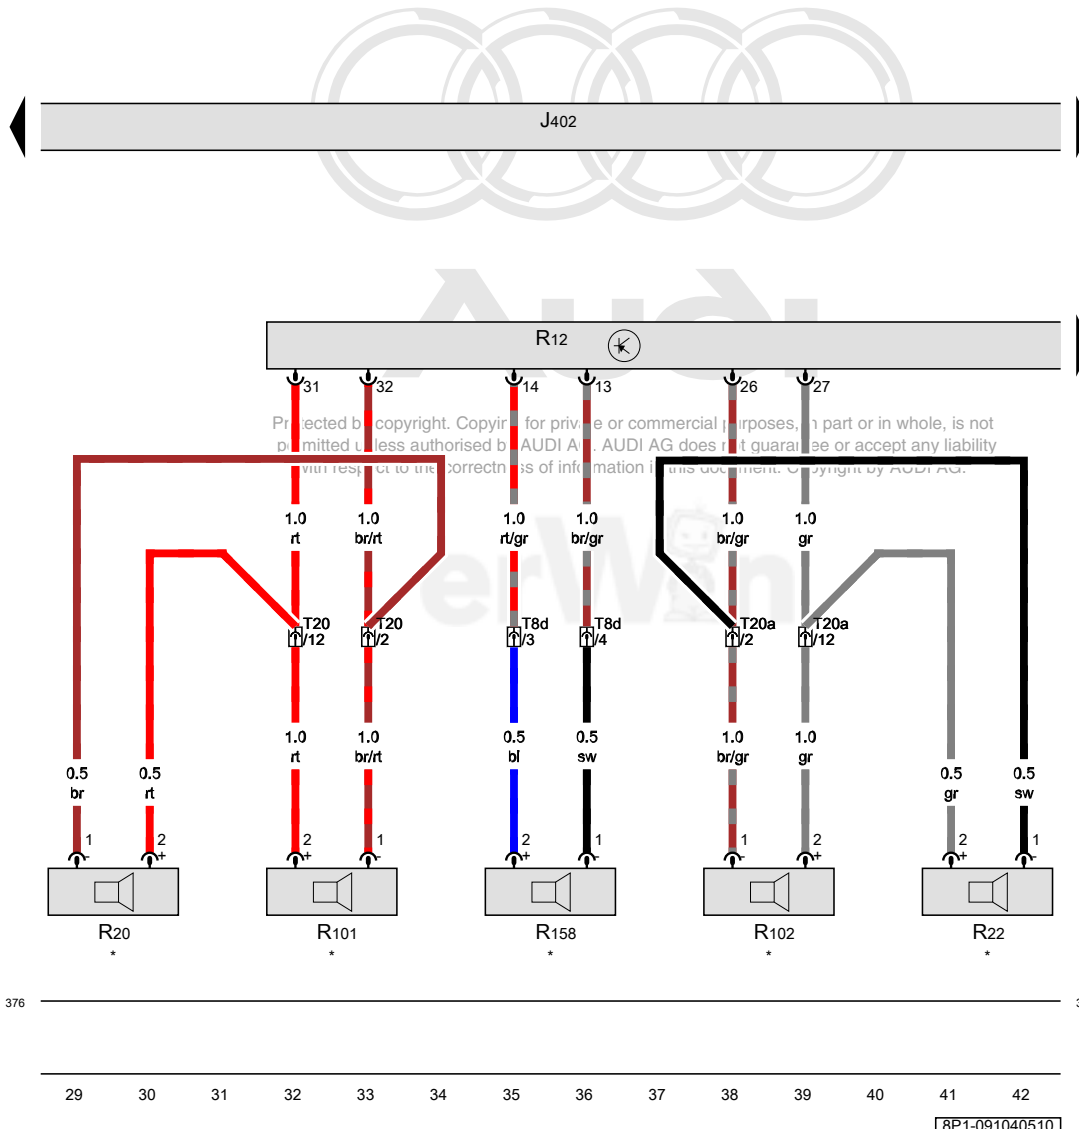 J402
Audi
R12
31 32 14 13 26 27
Protected by copyright. Copying for private or commercial purposes, in part or in whole, is not
permitted unless authorised by AUDI AG. AUDI AG does not guarantee or accept any liability
with respect to the correctness of information in this document. Copyright by AUDI AG.
erWin
1.0 1.0 1.0 1.0 1.0 1.0
rt br/rt rt/gr br/gr br/gr gr
T20 T20 T8d T8d T20a T20a
/12 /2 /3 /4 /2 /12
1.0 1.0 0.5 0.5 1.0 1.0
rt br/rt bl sw br/gr gr
0.5 0.5 0.5 0.5
br rt gr sw
1 2 2 1 2 1 1 2 2 1
- + + - + - - + + -
R20 R101 R158 R102 R22
* * * * *
376 3
29 30 31 32 33 34 35 36 37 38 39 40 41 42
8P1-091040510